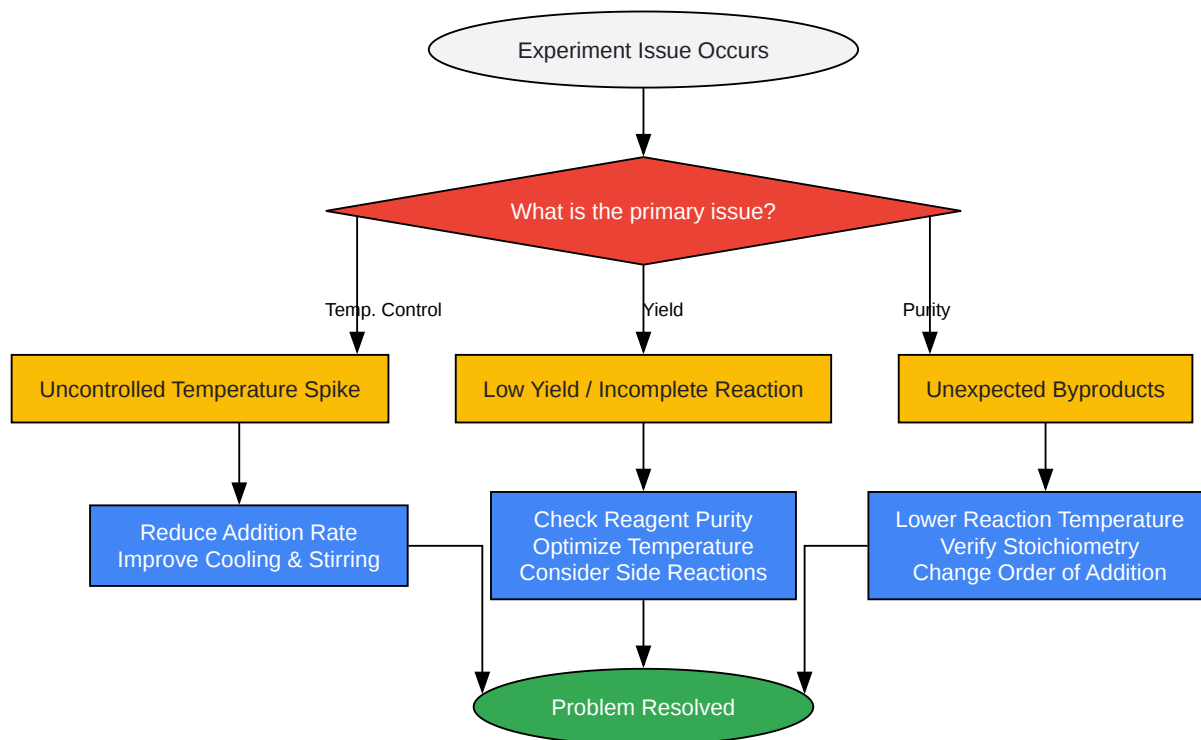 Experiment Issue Occurs
What is the primary issue?
Temp. Control
Yield
Purity
Uncontrolled Temperature Spike
Low Yield / Incomplete Reaction
Unexpected Byproducts
Reduce Addition Rate
Improve Cooling & Stirring
Check Reagent Purity
Optimize Temperature
Consider Side Reactions
Lower Reaction Temperature
Verify Stoichiometry
Change Order of Addition
Problem Resolved